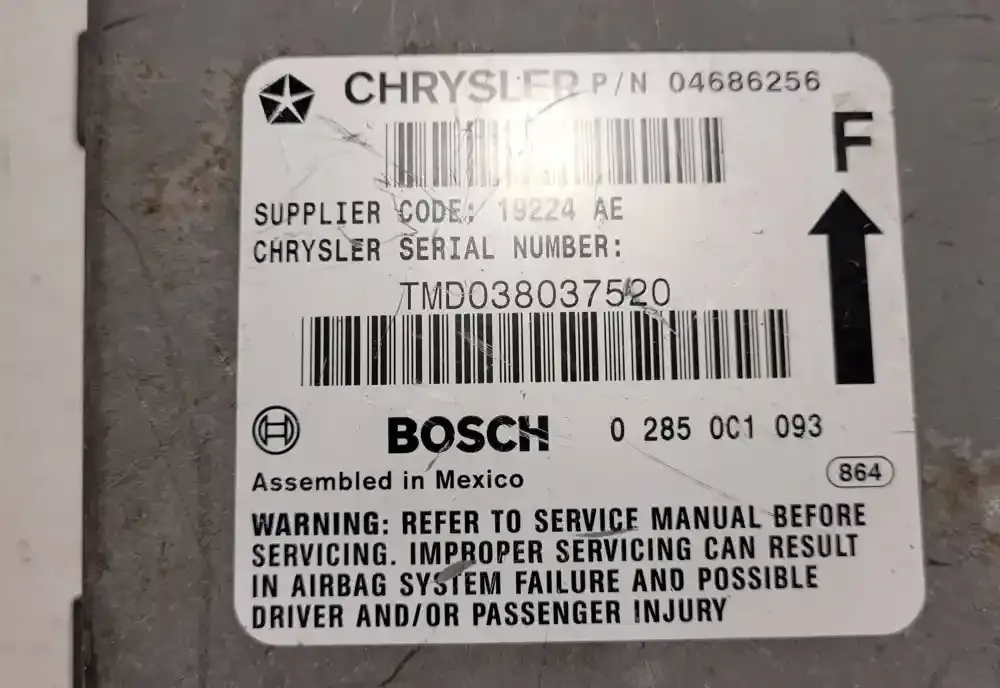 CHRYSLER P/N 04686256
F
SUPPLIER CODE: 19224 AE
CHRYSLER SERIAL NUMBER:
TMD038037520
BOSCH 0 285 0C1 093
Assembled in Mexico 864
WARNING: REFER TO SERVICE MANUAL BEFORE
SERVICING. IMPROPER SERVICING CAN RESULT
IN AIRBAG SYSTEM FAILURE AND POSSIBLE
DRIVER AND/OR PASSENGER INJURY